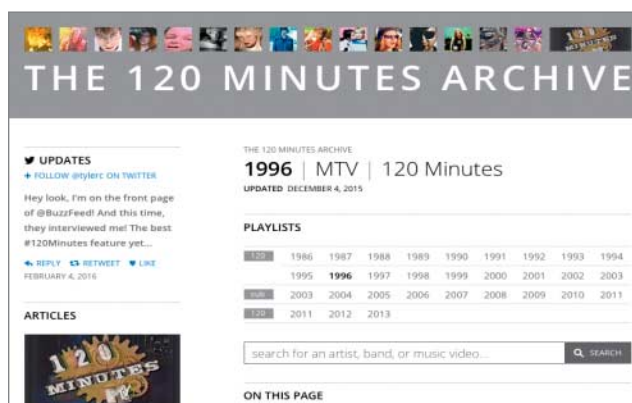 THE 120 MINUTES ARCHIVE
UPDATES
+ FOLLOW @tylerc ON TWITTER
Hey look, I'm on the front page
of @BuzzFeed! And this time,
they interviewed me! The best
#120Minutes feature yet...
REPLY RETWEET LIKE
FEBRUARY 4, 2016
ARTICLES
120
MINUTES
THE 120 MINUTES ARCHIVE
1996 | MTV | 120 Minutes
UPDATED DECEMBER 4, 2015
PLAYLISTS
120 1986 1987 1988 1989 1990 1991 1992 1993 1994
1995 1996 1997 1998 1999 2000 2001 2002 2003
sub 2003 2004 2005 2006 2007 2008 2009 2010 2011
120 2011 2012 2013
search for an artist, band, or music video... SEARCH
ON THIS PAGE